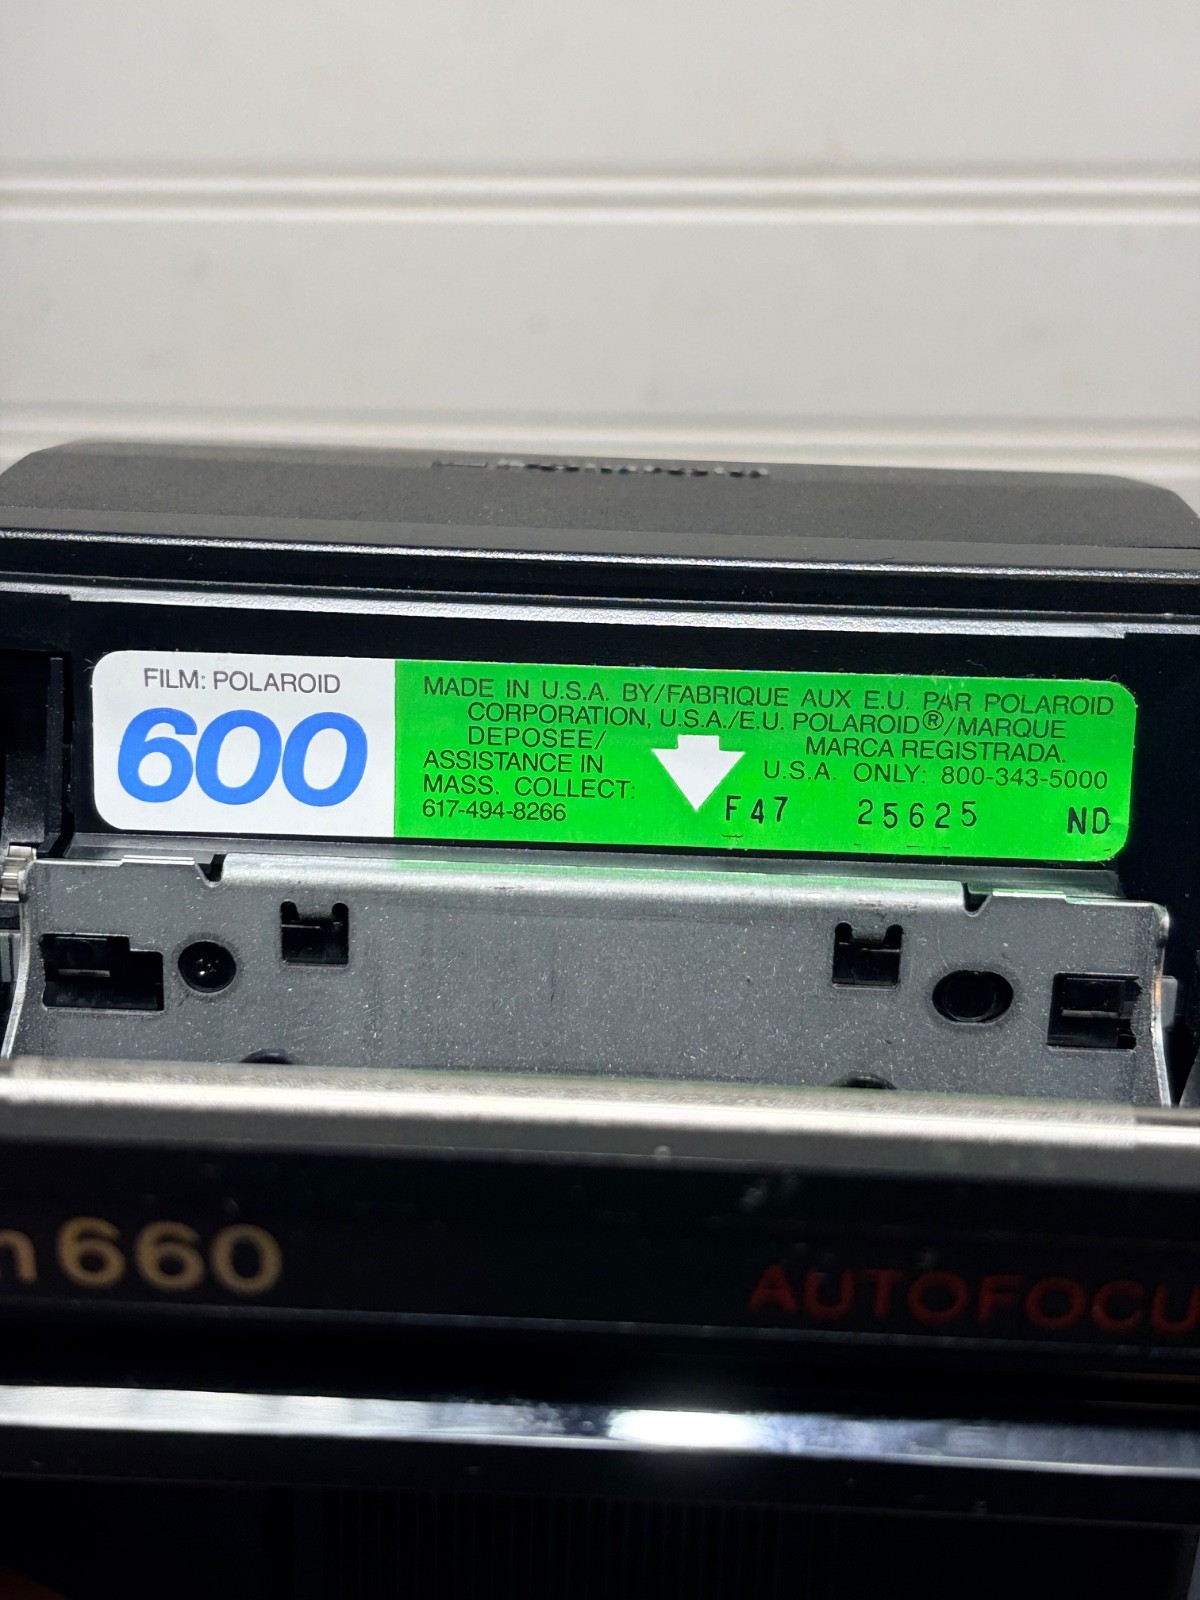 FILM: POLAROID
600
MADE IN U.S.A. BY/FABRIQUE AUX E.U. PAR POLAROID
CORPORATION, U.S.A./E.U. POLAROID®/MARQUE
DEPOSEE/ MARCA REGISTRADA.
ASSISTANCE IN U.S.A. ONLY: 800-343-5000
MASS. COLLECT:
617-494-8266
F47 25625 ND
n 660
AUTOFOCU